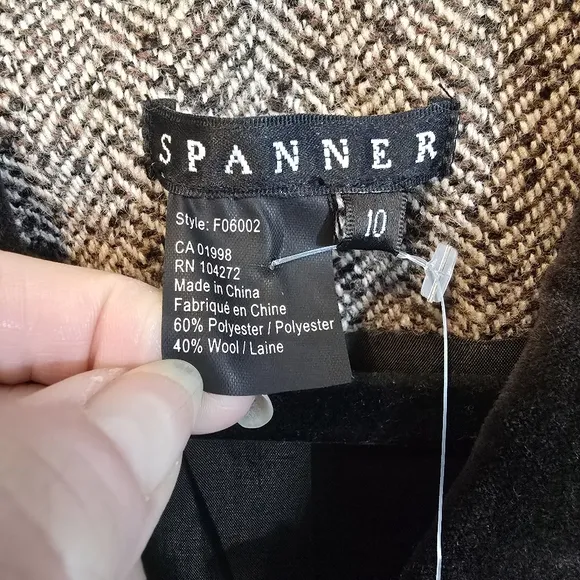 SPANNER
10
Style: F06002
CA 01998
RN 104272
Made in China
Fabriqué en Chine
60% Polyester / Polyester
40% Wool / Laine